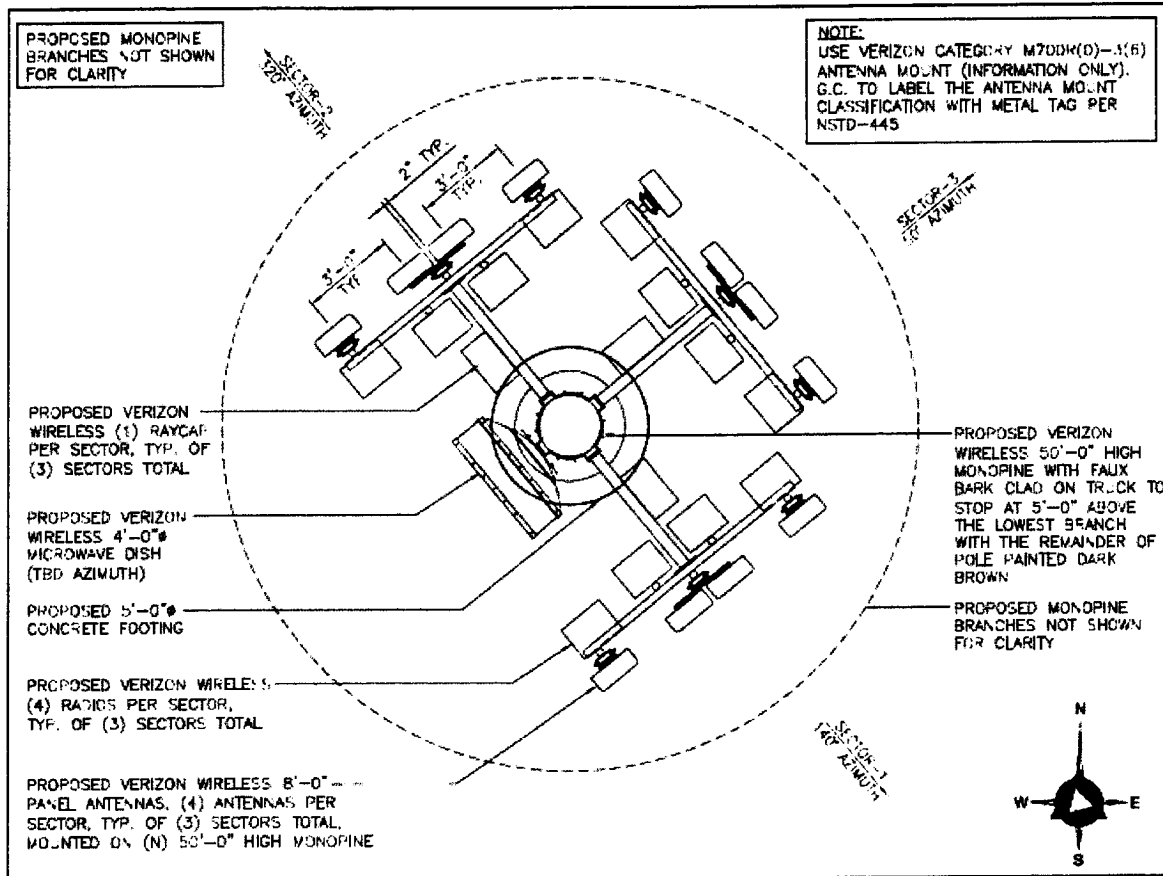 PROPOSED MONOPINE
BRANCHES NOT SHOWN
FOR CLARITY
NOTE:
USE VERIZON CATEGORY
ANTENNA MOUNT (INFORMATION ONLY).
G.C. TO LABEL THE ANTENNA MOUNT
CLASSIFICATION WITH METAL TAG PER
NSTD-445
SECTOR-2
320° AZIMUTH
2" TYP.
3'-0"
TYP.
3'-0"
TYP
SECTOR-3
AZIMUTH
PROPOSED VERIZON
WIRELESS (1) RAYCAP
PER SECTOR, TYP. OF
(3) SECTORS TOTAL
PROPOSED VERIZON
WIRELESS 4'-0"ø
MICROWAVE DISH
(TBD AZIMUTH)
PROPOSED 5'-0"ø
CONCRETE FOOTING
PROPOSED VERIZON WIRELESS
(4) RADIOS PER SECTOR,
TYP. OF (3) SECTORS TOTAL
PROPOSED VERIZON WIRELESS 8'-0"
PANEL ANTENNAS, (4) ANTENNAS PER
SECTOR, TYP. OF (3) SECTORS TOTAL,
MOUNTED ON (N) 50'-0" HIGH MONOPINE
PROPOSED VERIZON
WIRELESS 50'-0" HIGH
MONOPINE WITH FAUX
BARK CLAD ON TRUCK TO
STOP AT 5'-0" ABOVE
THE LOWEST BRANCH
WITH THE REMAINDER OF
POLE PAINTED DARK
BROWN
PROPOSED MONOPINE
BRANCHES NOT SHOWN
FOR CLARITY
SECTOR-1
140° AZIMUTH
N
W
E
S